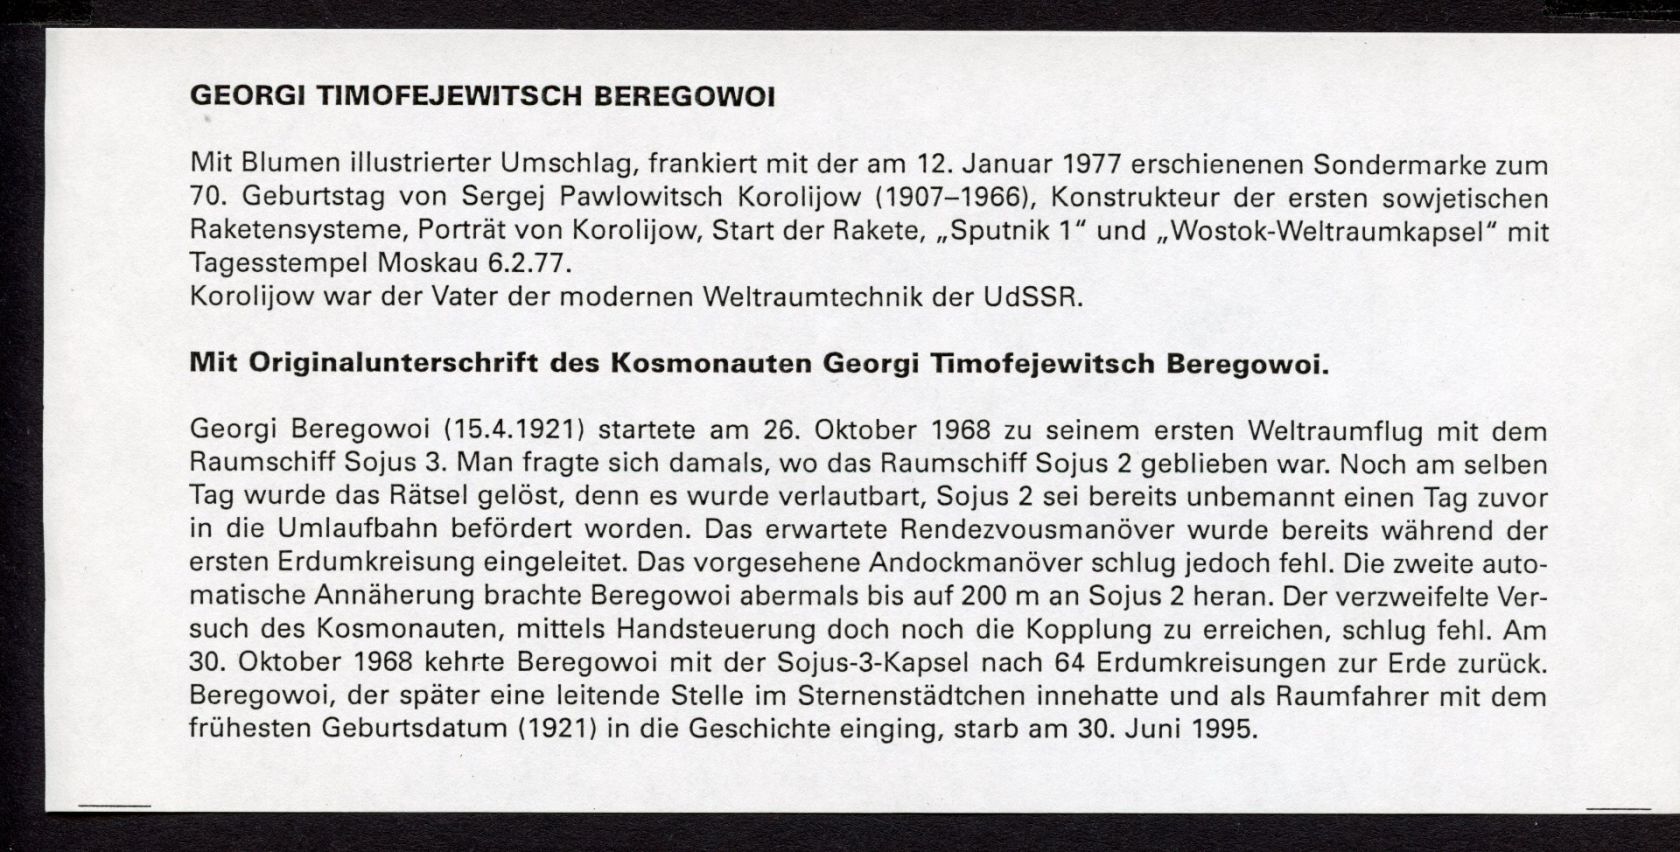 GEORGI TIMOFEJEWITSCH BEREGOWOI
Mit Blumen illustrierter Umschlag, frankiert mit der am 12. Januar 1977 erschienenen Sondermarke zum
70. Geburtstag von Sergej Pawlowitsch Korolijow (1907–1966), Konstrukteur der ersten sowjetischen
Raketensysteme, Porträt von Korolijow, Start der Rakete, „Sputnik 1“ und „Wostok-Weltraumkapsel“ mit
Tagesstempel Moskau 6.2.77.
Korolijow war der Vater der modernen Weltraumtechnik der UdSSR.
Mit Originalunterschrift des Kosmonauten Georgi Timofejewitsch Beregowoi.
Georgi Beregowoi (15.4.1921) startete am 26. Oktober 1968 zu seinem ersten Weltraumflug mit dem
Raumschiff Sojus 3. Man fragte sich damals, wo das Raumschiff Sojus 2 geblieben war. Noch am selben
Tag wurde das Rätsel gelöst, denn es wurde verlautbart, Sojus 2 sei bereits unbemannt einen Tag zuvor
in die Umlaufbahn befördert worden. Das erwartete Rendezvousmanöver wurde bereits während der
ersten Erdumkreisung eingeleitet. Das vorgesehene Andockmanöver schlug jedoch fehl. Die zweite auto-
matische Annäherung brachte Beregowoi abermals bis auf 200 m an Sojus 2 heran. Der verzweifelte Ver-
such des Kosmonauten, mittels Handsteuerung doch noch die Kopplung zu erreichen, schlug fehl. Am
30. Oktober 1968 kehrte Beregowoi mit der Sojus-3-Kapsel nach 64 Erdumkreisungen zur Erde zurück.
Beregowoi, der später eine leitende Stelle im Sternenstädtchen innehatte und als Raumfahrer mit dem
frühesten Geburtsdatum (1921) in die Geschichte einging, starb am 30. Juni 1995.